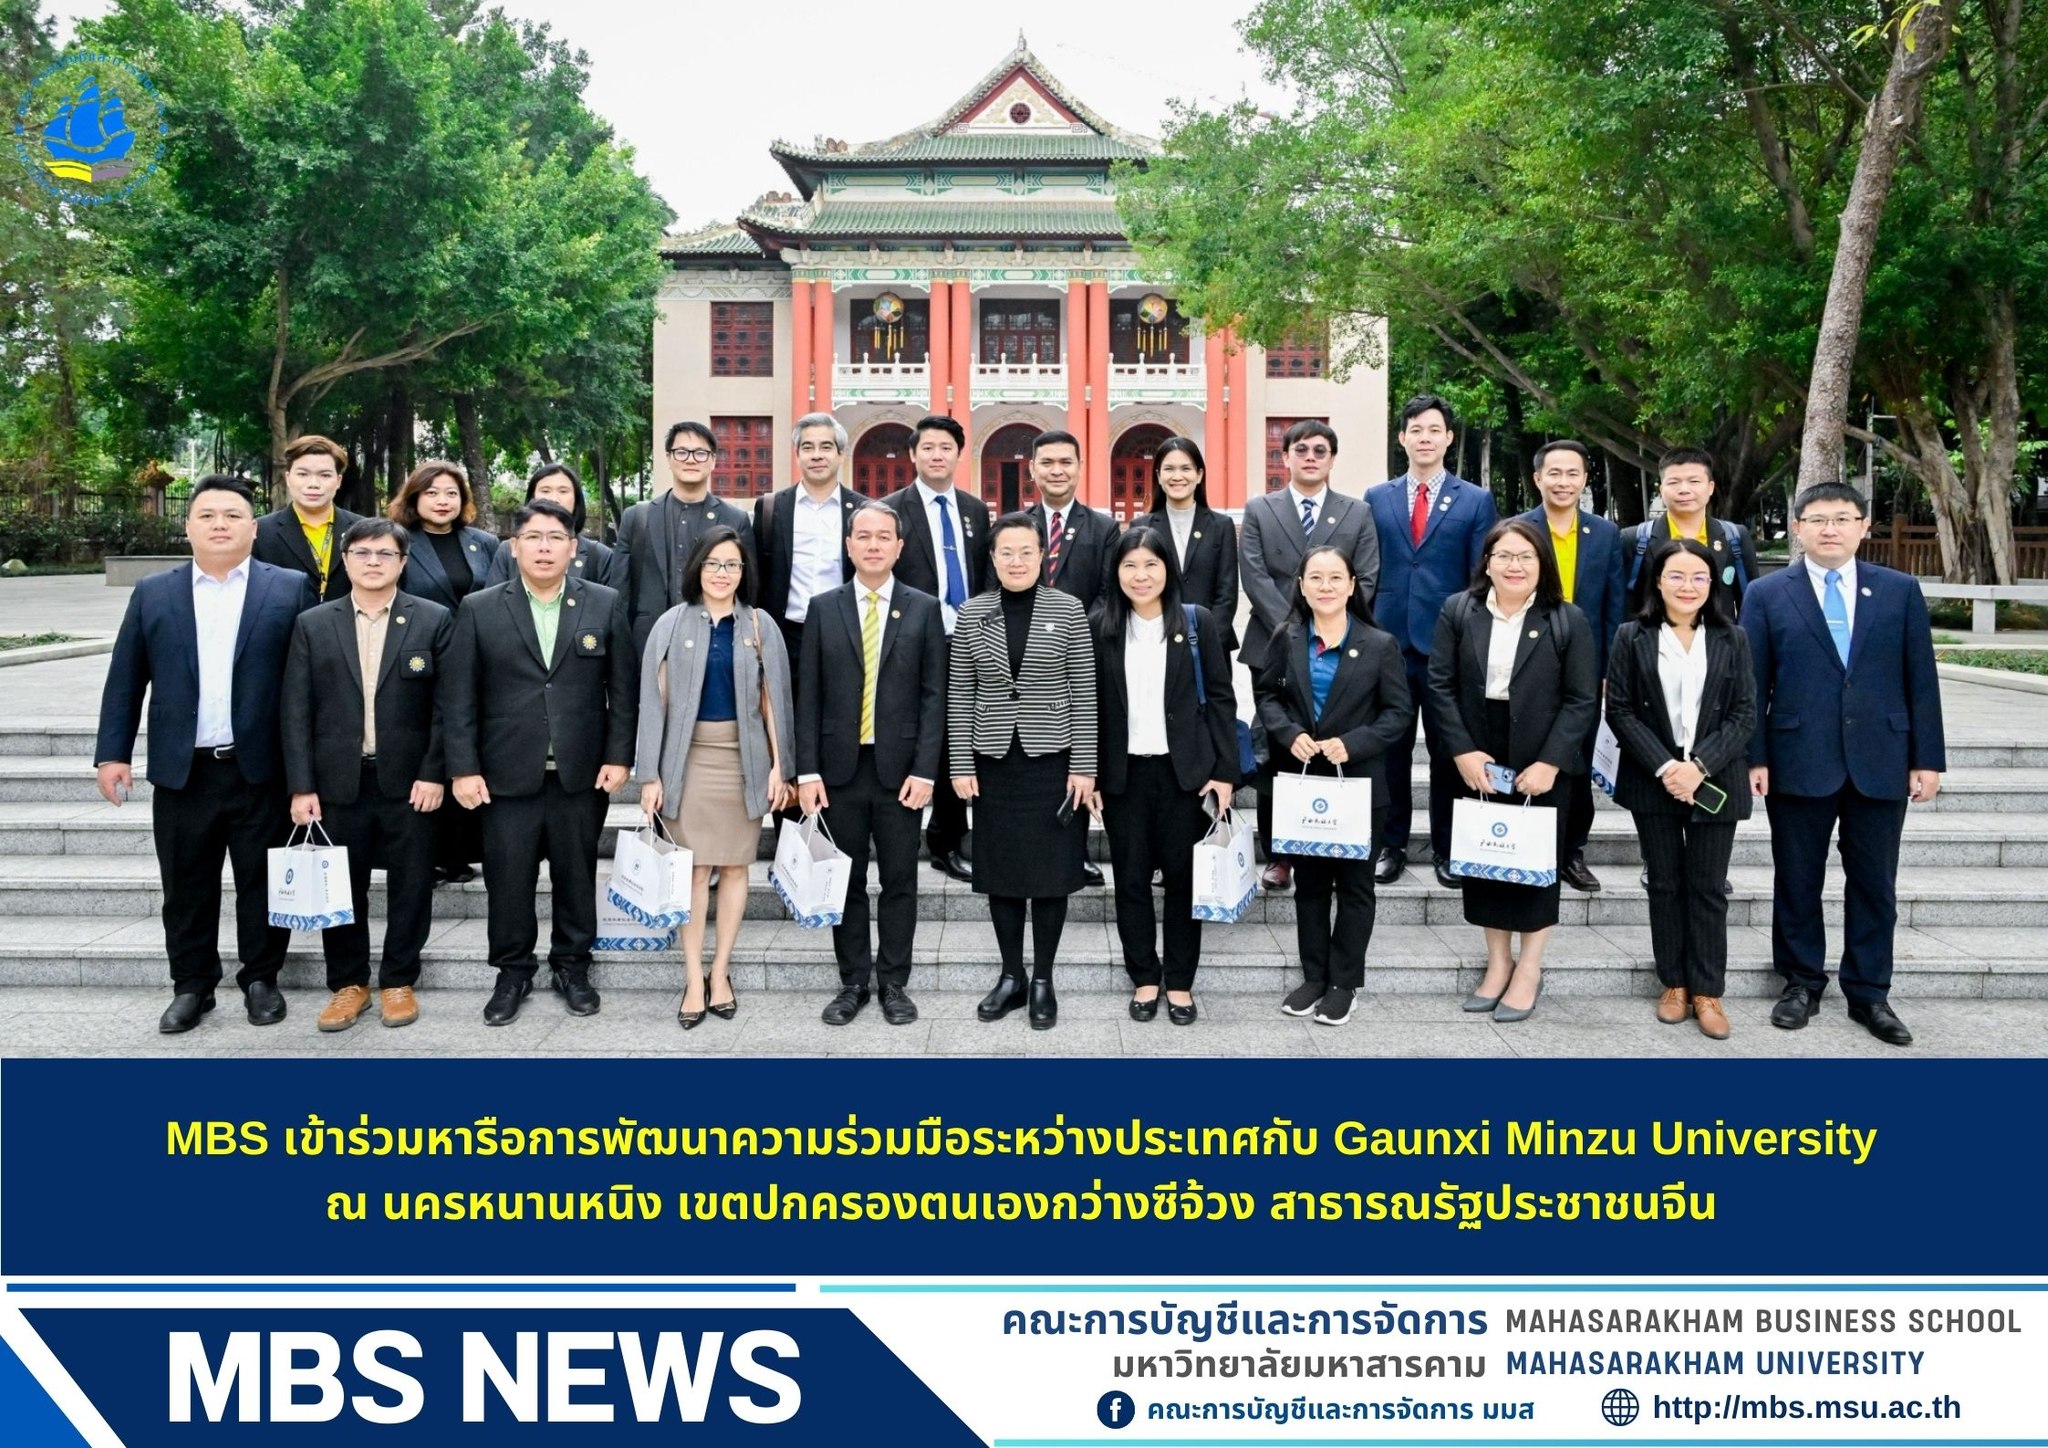 MBS เข้าร่วมหารือการพัฒนาความร่วมมือระหว่างประเทศกับ Gaunxi Minzu University
ณ นครหนานหนิง เขตปกครองตนเองกว่างซีจ้วง สาธารณรัฐประชาชนจีน
MBS NEWS
คณะการบัญชีและการจัดการ MAHASARAKHAM BUSINESS SCHOOL
มหาวิทยาลัยมหาสารคาม MAHASARAKHAM UNIVERSITY
คณะการบัญชีและการจัดการ มมส http://mbs.msu.ac.th